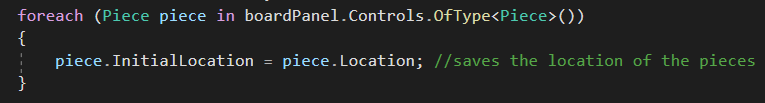 foreach (Piece piece in boardPanel.Controls.OfType<Piece>())
{
piece.InitialLocation = piece.Location; //saves the location of the pieces
}